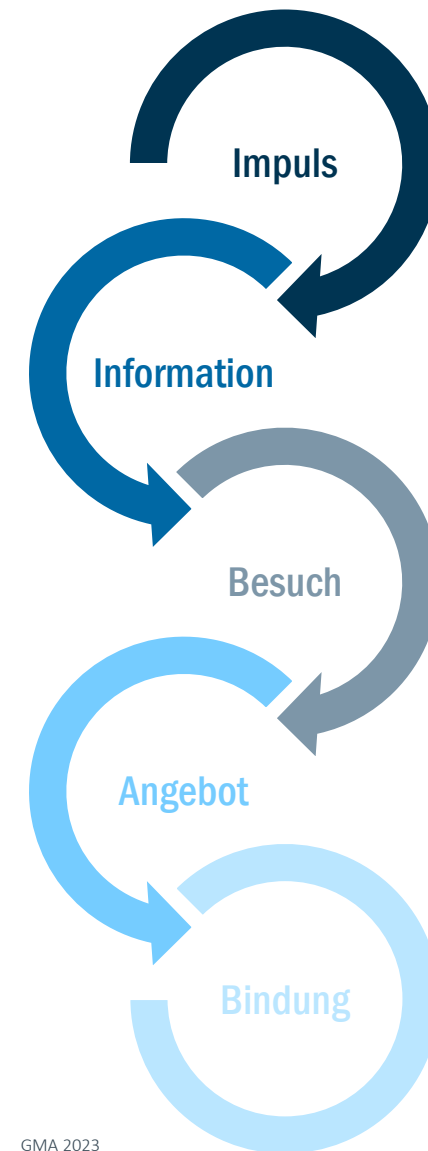 Impuls
Information
Besuch
Angebot
Bindung
GMA 2023